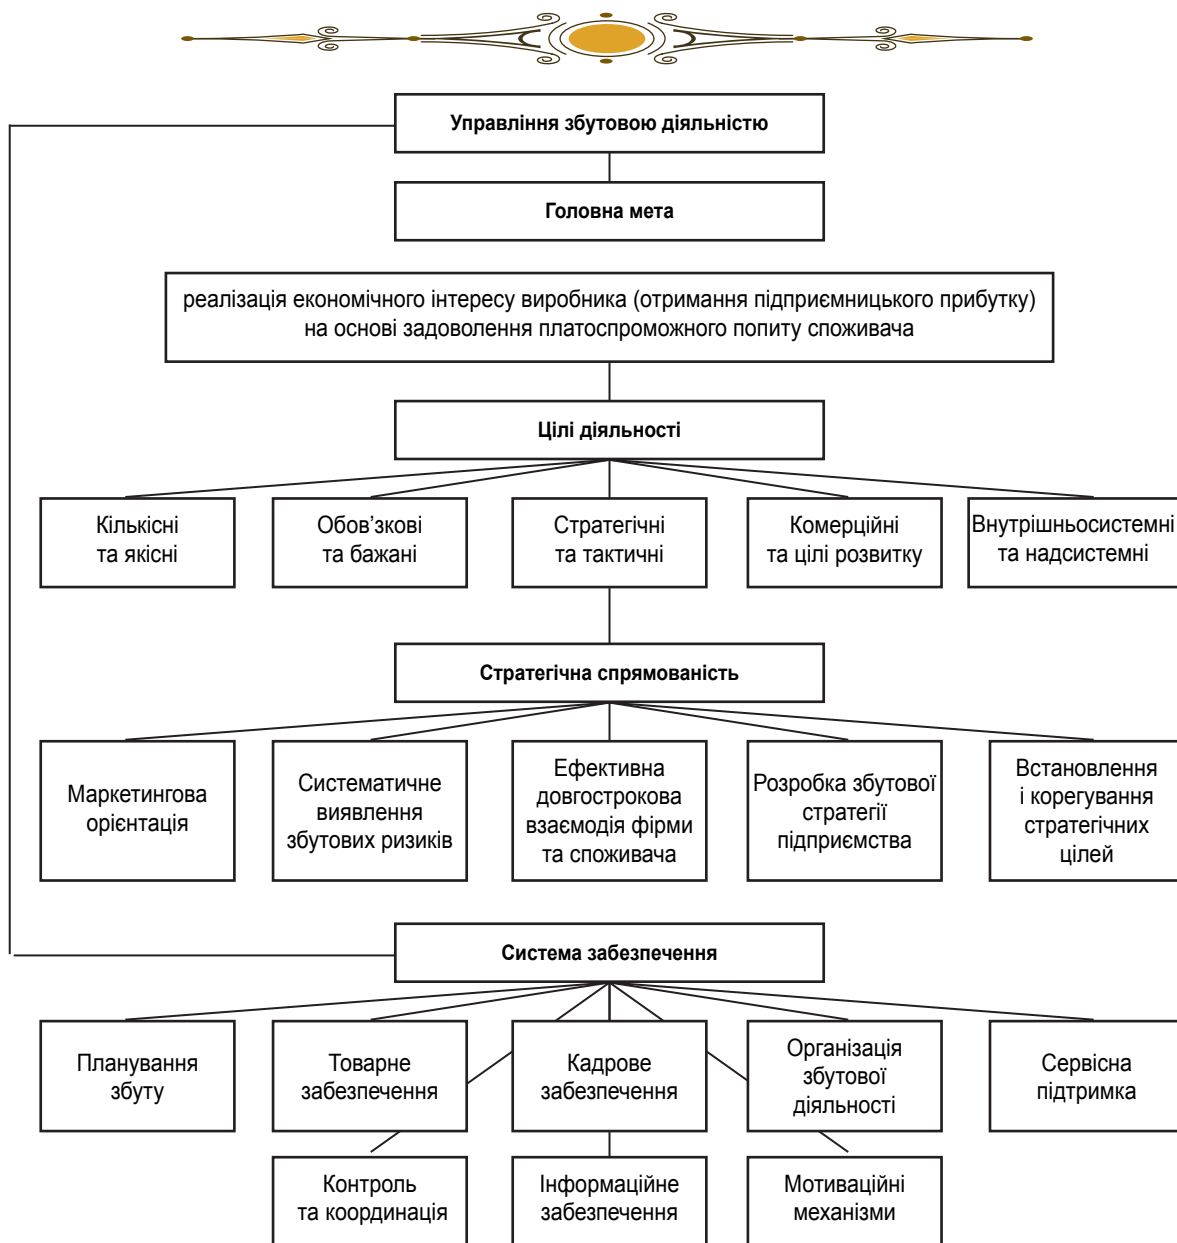 Управління збутовою діяльністю
Головна мета
реалізація економічного інтересу виробника (отримання підприємницького прибутку)
на основі задоволення платоспроможного попиту споживача
Цілі діяльності
Кількісні
та якісні
Обов’язкові
та бажані
Стратегічні
та тактичні
Комерційні
та цілі розвитку
Внутрішньосистемні
та надсистемні
Стратегічна спрямованість
Маркетингова
орієнтація
Систематичне
виявлення
збутових ризиків
Ефективна
довгострокова
взаємодія фірми
та споживача
Розробка збутової
стратегії
підприємства
Встановлення
і корегування
стратегічних
цілей
Система забезпечення
Планування
збуту
Товарне
забезпечення
Кадрове
забезпечення
Організація
збутової
діяльності
Сервісна
підтримка
Контроль
та координація
Інформаційне
забезпечення
Мотиваційні
механізми